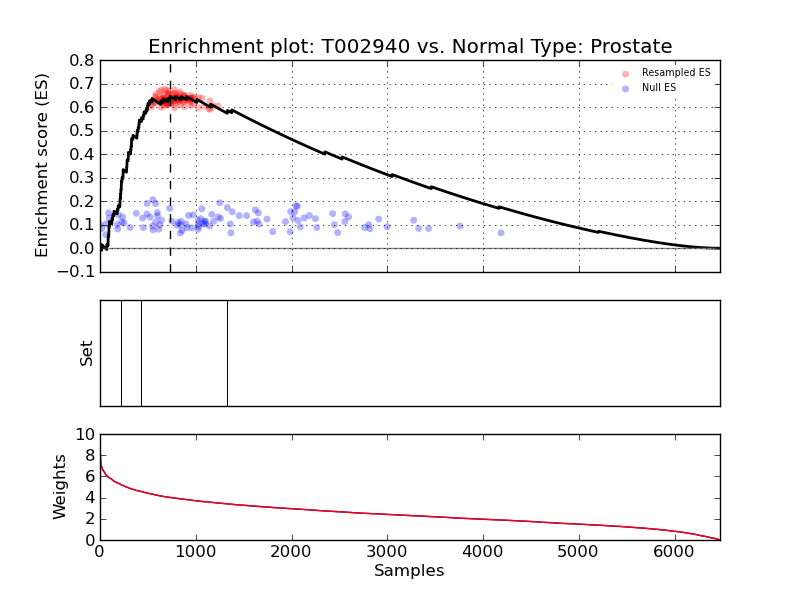 Enrichment plot: T002940 vs. Normal Type: Prostate
Enrichment score (ES)
0.8
0.7
0.6
0.5
0.4
0.3
0.2
0.1
0.0
−0.1
Resampled ES
Null ES
Set
Weights
10
8
6
4
2
0
0 1000 2000 3000 4000 5000 6000
Samples